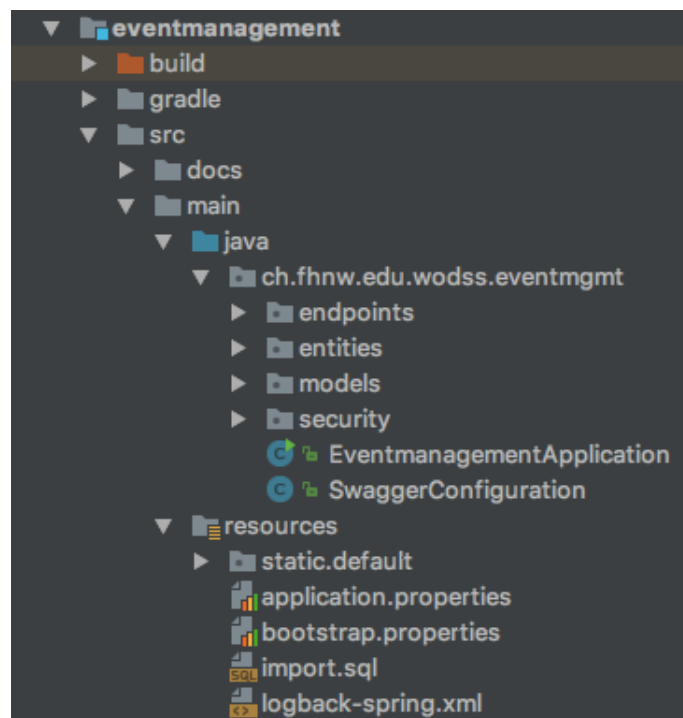 eventmanagement
build
gradle
src
docs
main
java
ch.fhnw.edu.wodss.eventmgmt
endpoints
entities
models
security
EventmanagementApplication
SwaggerConfiguration
resources
static.default
application.properties
bootstrap.properties
import.sql
logback-spring.xml